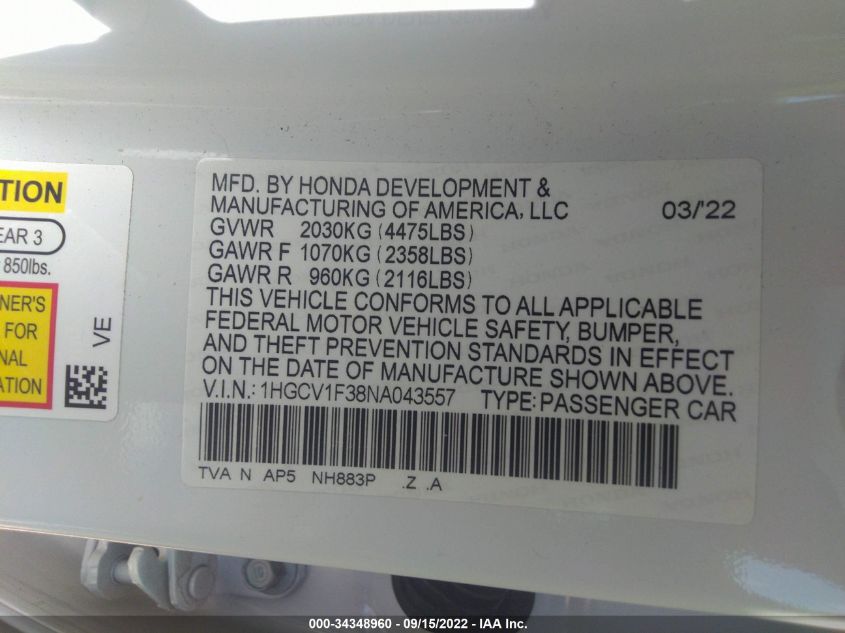 TION
EAR 3
850lbs.
NER'S
FOR
NAL
TATION
VE
MFD. BY HONDA DEVELOPMENT &
MANUFACTURING OF AMERICA, LLC 03/'22
GVWR 2030KG (4475LBS)
GAWR F 1070KG (2358LBS)
GAWR R 960KG (2116LBS)
THIS VEHICLE CONFORMS TO ALL APPLICABLE
FEDERAL MOTOR VEHICLE SAFETY, BUMPER,
AND THEFT PREVENTION STANDARDS IN EFFECT
ON THE DATE OF MANUFACTURE SHOWN ABOVE.
V.I.N.: 1HGCV1F38NA043557 TYPE: PASSENGER CAR
TVA N AP5 NH883P .Z .A
000-34348960 - 09/15/2022 - IAA Inc.